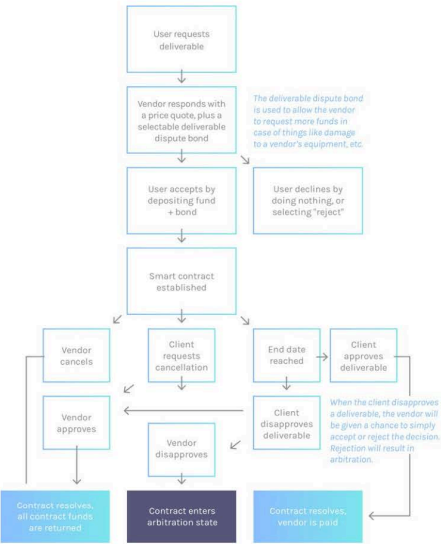 User requests
deliverable
Vendor responds with
a price quote, plus a
selectable deliverable
dispute bond
The deliverable dispute bond
is used to allow the vendor
to request more funds in
case of things like damage
to a vendor's equipment, etc.
User accepts by
depositing fund
+ bond
User declines by
doing nothing, or
selecting "reject"
Smart contract
established
Vendor
cancels
Client
requests
cancellation
End date
reached
Client
approves
deliverable
Vendor
approves
Vendor
disapproves
Client
disapproves
deliverable
When the client disapproves
a deliverable, the vendor will
be given a chance to simply
accept or reject the decision.
Rejection will result in
arbitration.
Contract resolves,
all contract funds
are returned
Contract enters
arbitration state
Contract resolves,
vendor is paid